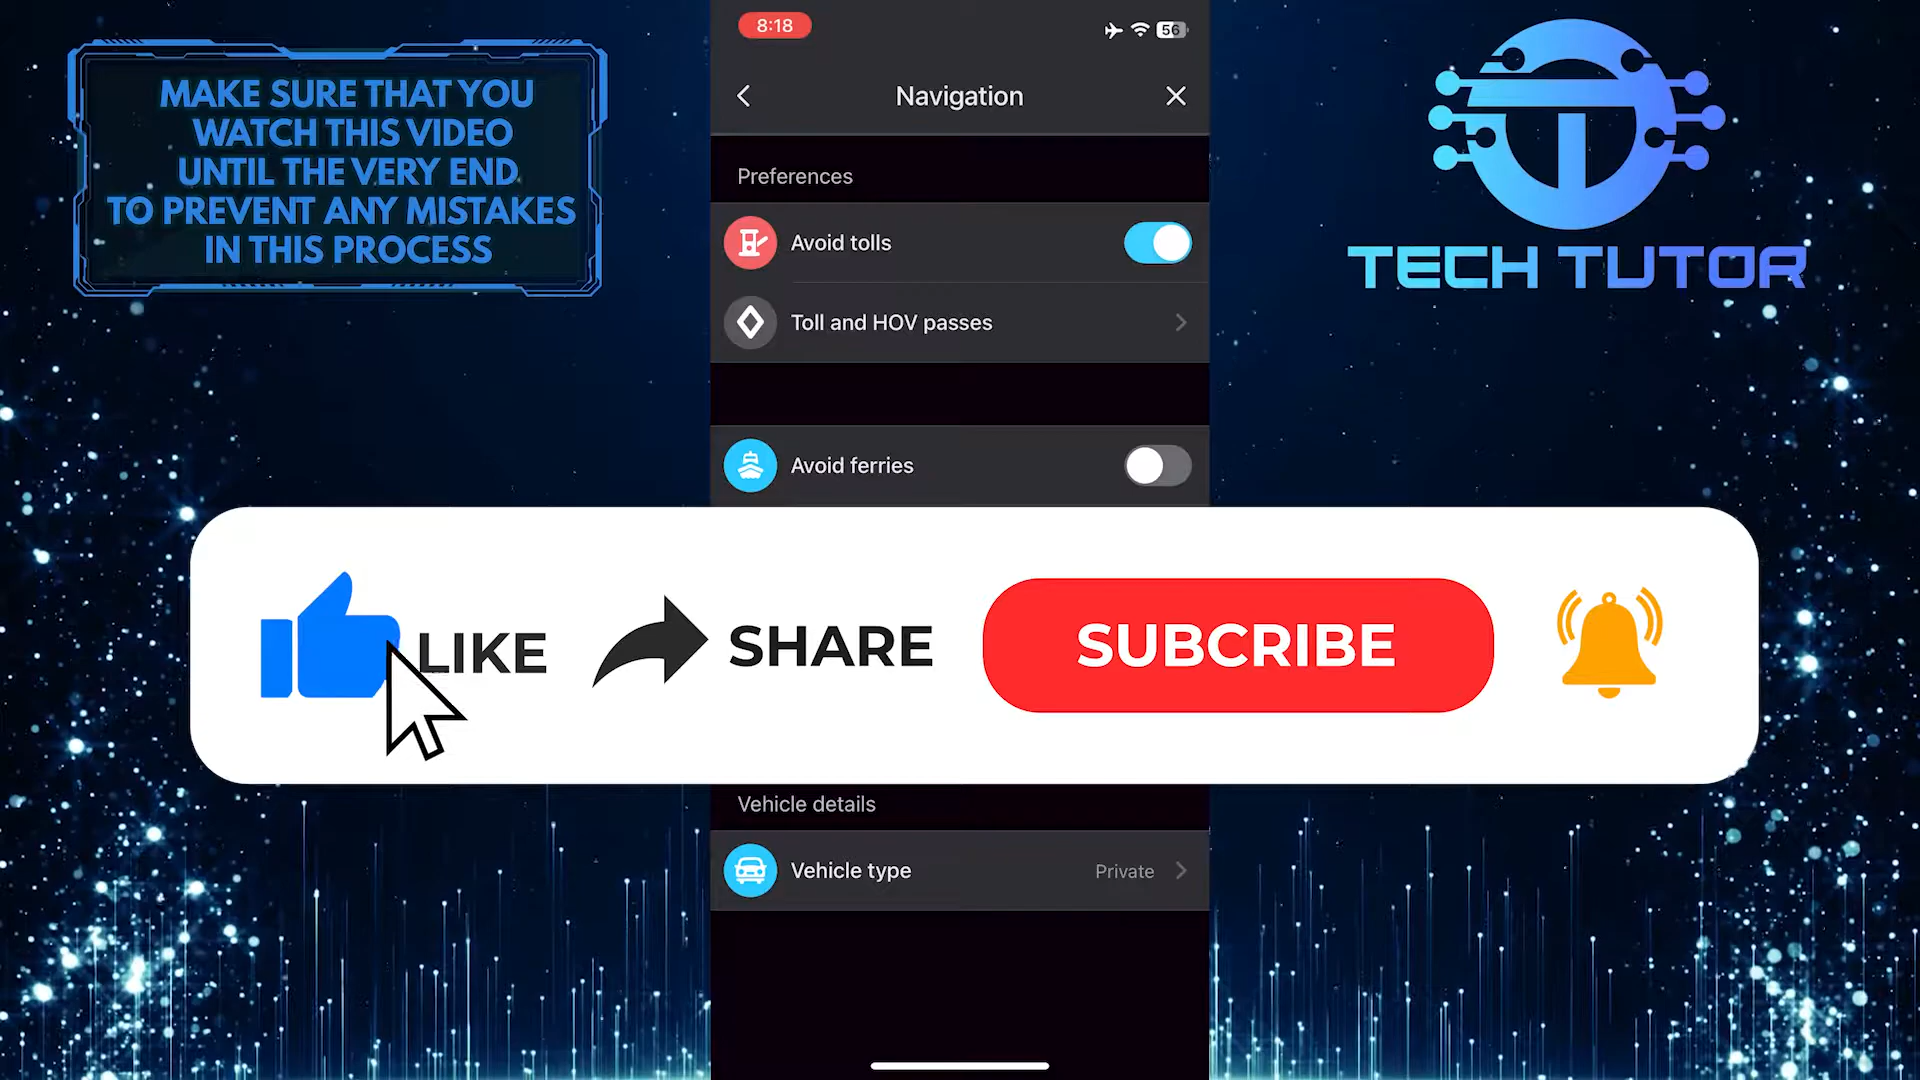 MAKE SURE THAT YOU
WATCH THIS VIDEO
UNTIL THE VERY END
TO PREVENT ANY MISTAKES
IN THIS PROCESS
8:18
56
Navigation
Preferences
Avoid tolls
Toll and HOV passes
Avoid ferries
TECH TUTOR
LIKE
SHARE
SUBCRIBE
Vehicle details
Vehicle type
Private